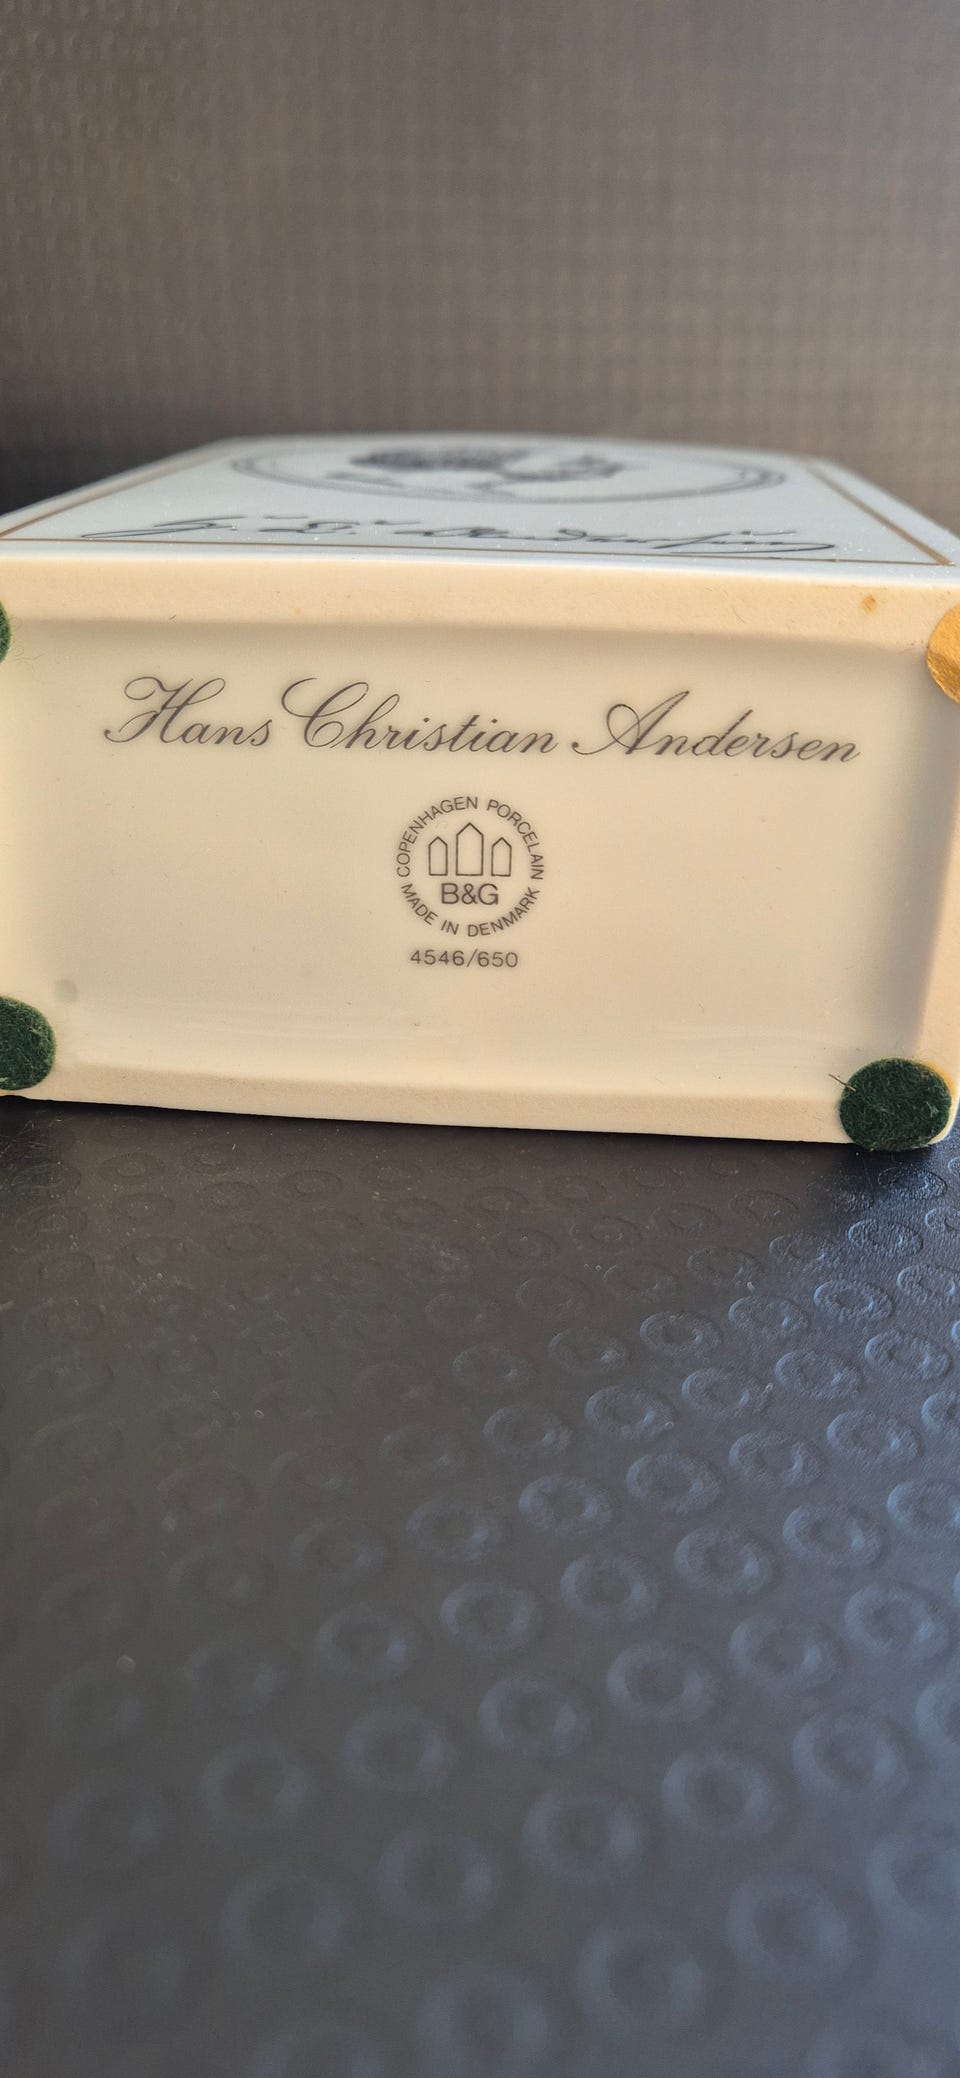 Hans Christian Andersen
COPENHAGEN PORCELAIN
B&G
MADE IN DENMARK
4546/650